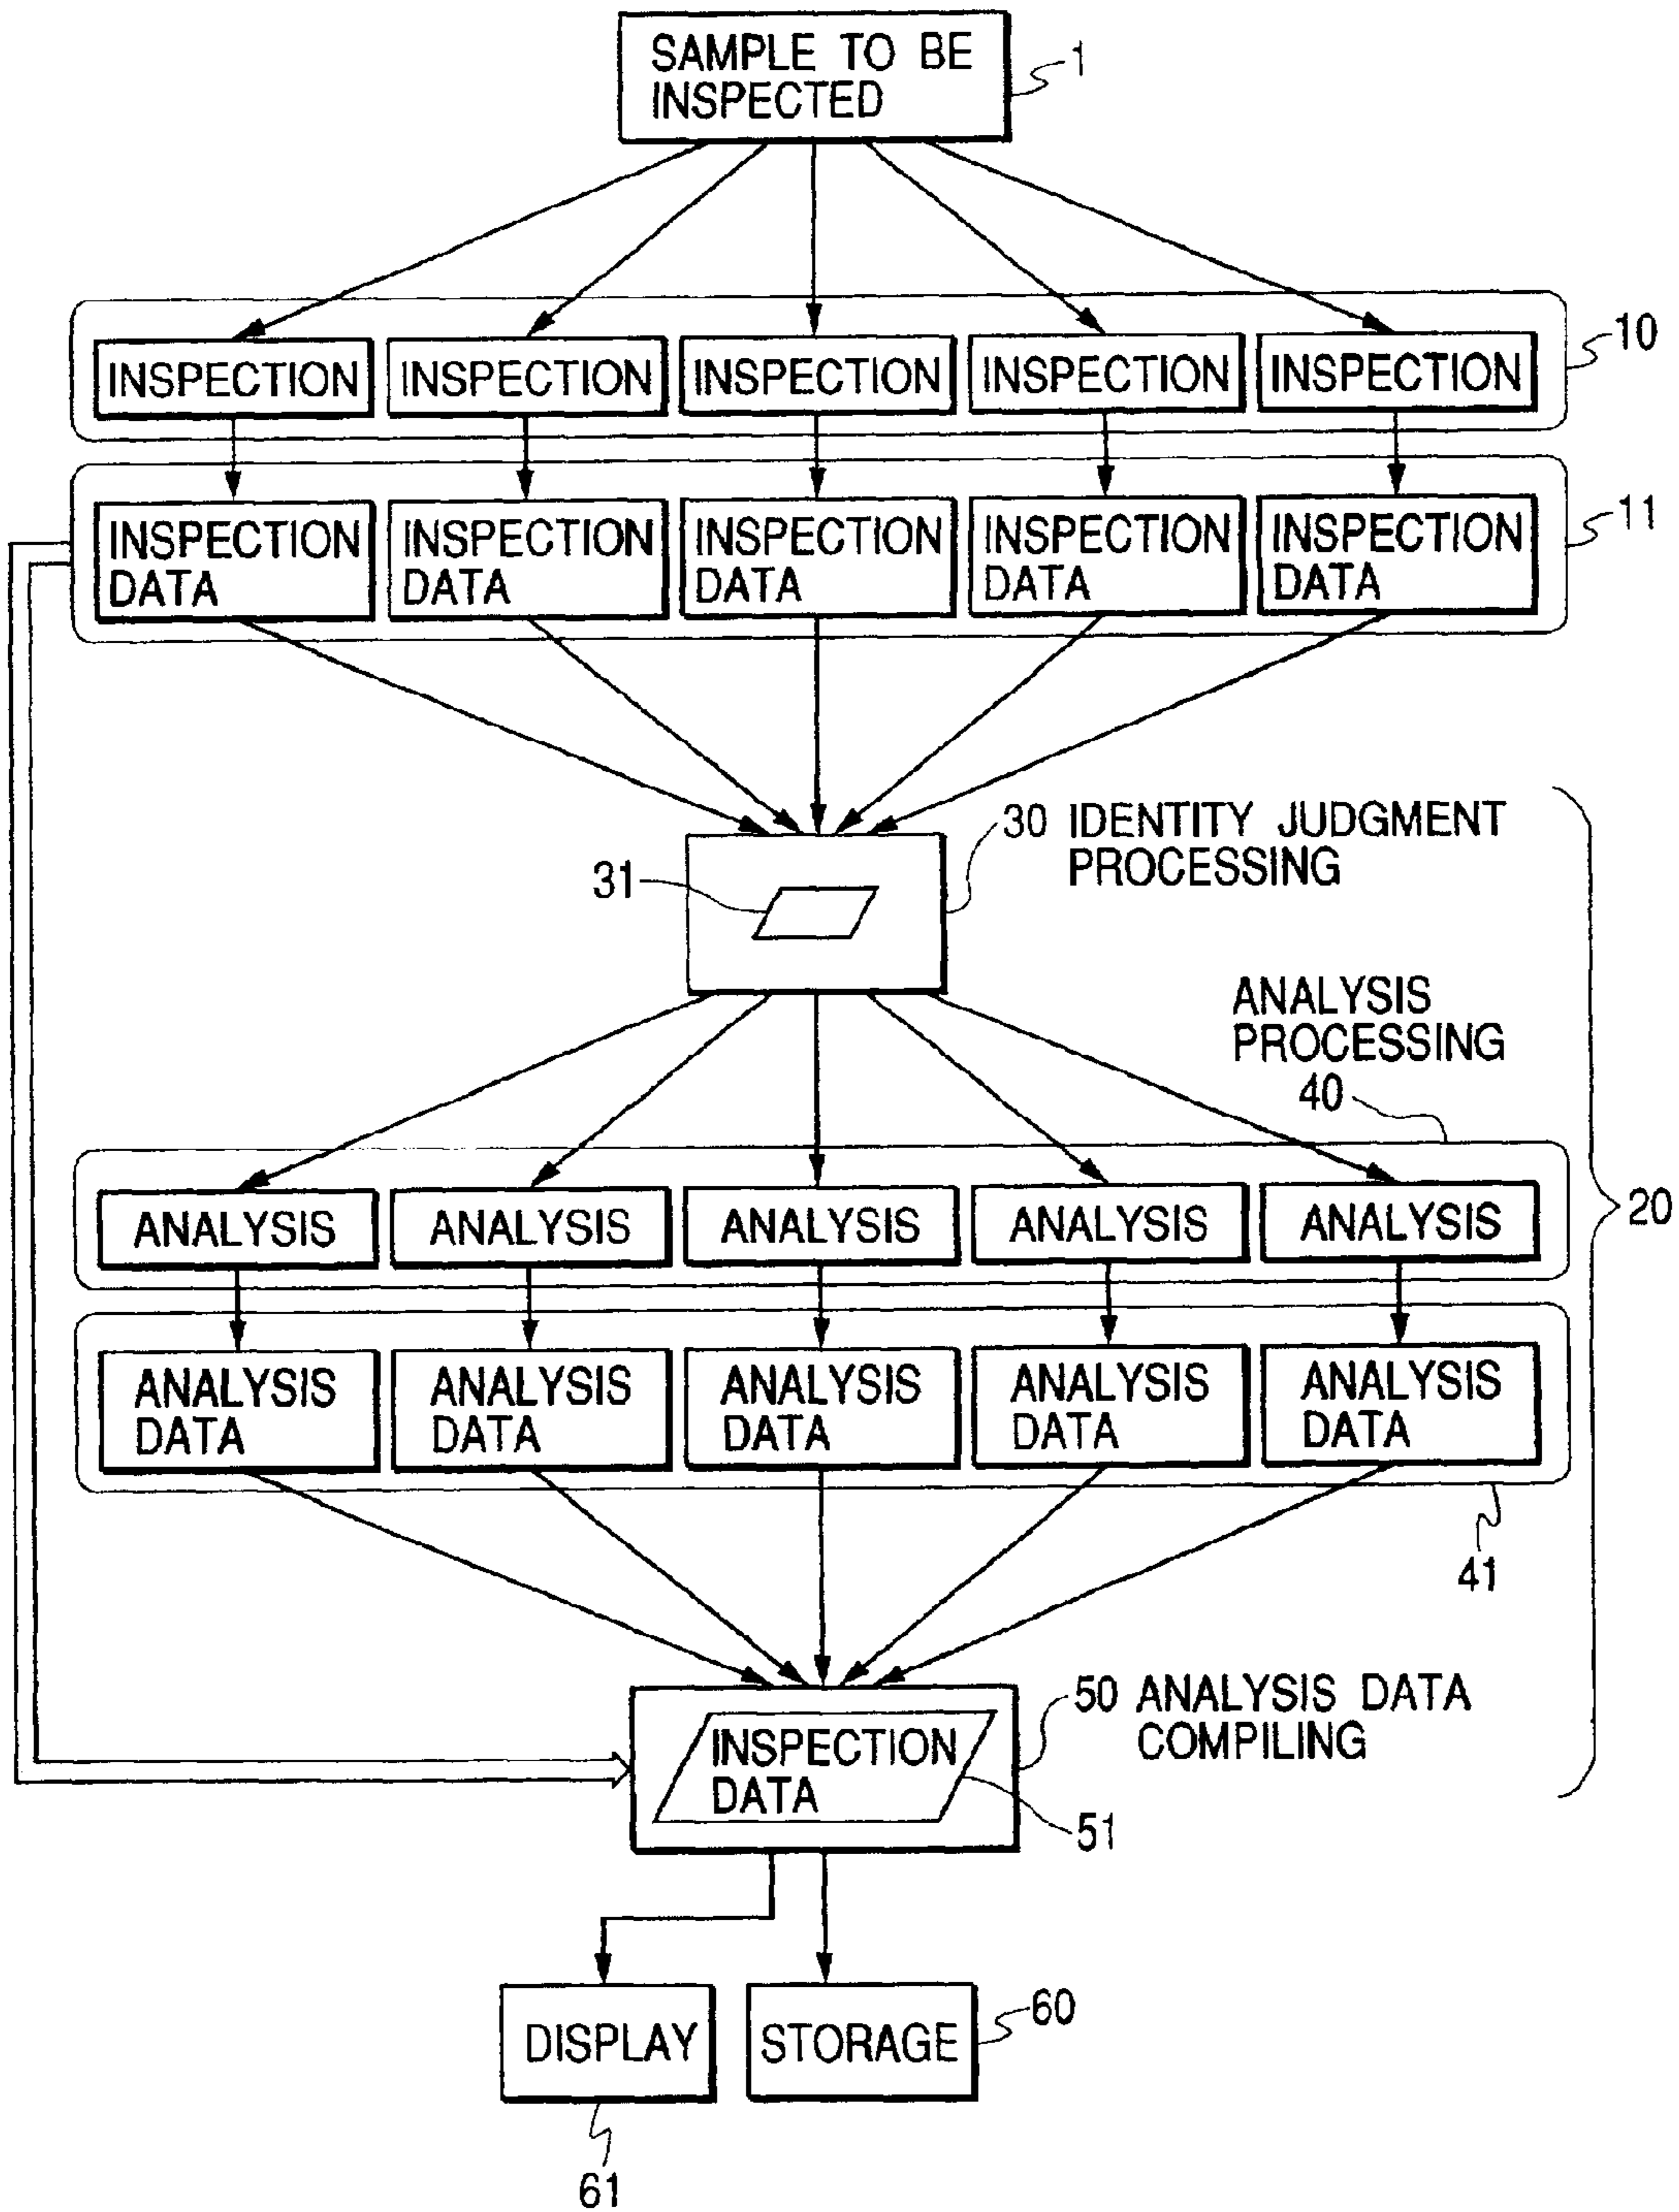 SAMPLE TO BE
INSPECTED
1
10
INSPECTION
INSPECTION
INSPECTION
INSPECTION
INSPECTION
11
INSPECTION
DATA
INSPECTION
DATA
INSPECTION
DATA
INSPECTION
DATA
INSPECTION
DATA
30 IDENTITY JUDGMENT
PROCESSING
31
ANALYSIS
PROCESSING
40
ANALYSIS
ANALYSIS
ANALYSIS
ANALYSIS
ANALYSIS
20
ANALYSIS
DATA
ANALYSIS
DATA
ANALYSIS
DATA
ANALYSIS
DATA
ANALYSIS
DATA
41
50 ANALYSIS DATA
COMPILING
INSPECTION
DATA
51
DISPLAY
STORAGE
60
61